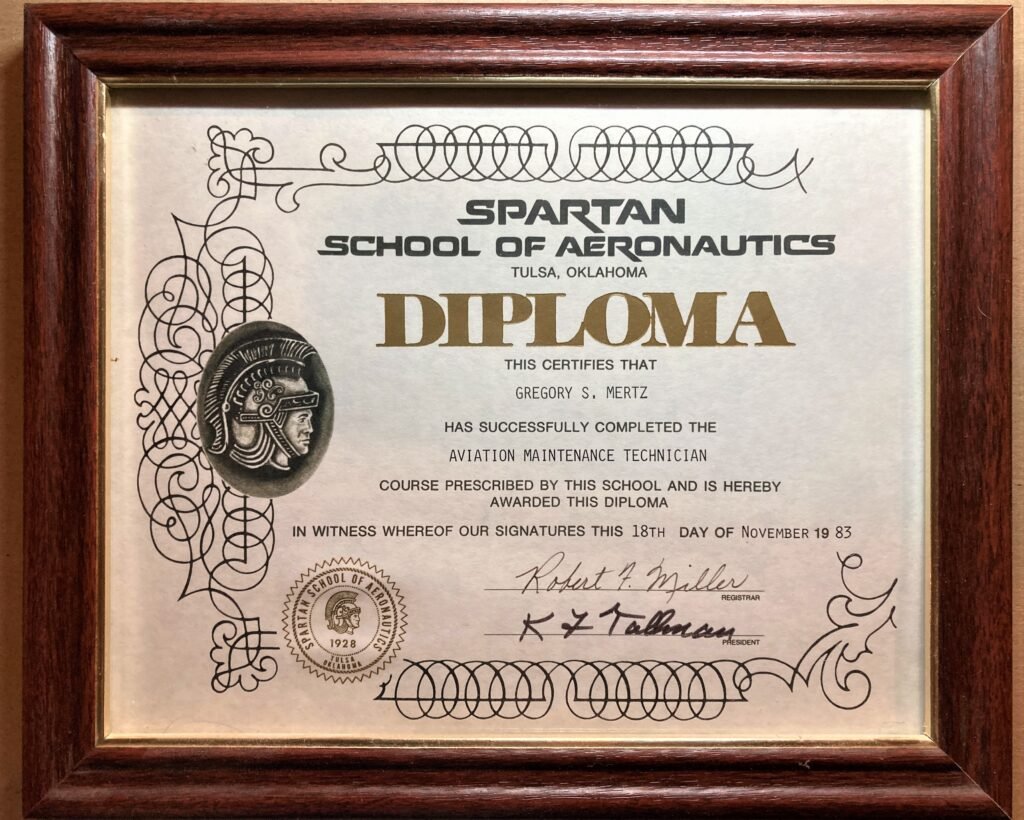 SPARTAN
SCHOOL OF AERONAUTICS
TULSA, OKLAHOMA
DIPLOMA
THIS CERTIFIES THAT
GREGORY S. MERTZ
HAS SUCCESSFULLY COMPLETED THE
AVIATION MAINTENANCE TECHNICIAN
COURSE PRESCRIBED BY THIS SCHOOL AND IS HEREBY
AWARDED THIS DIPLOMA
IN WITNESS WHEREOF OUR SIGNATURES THIS 18TH DAY OF NOVEMBER 19 83
Robert F. Miller
REGISTRAR
K F Tallman
PRESIDENT
SPARTAN SCHOOL OF AERONAUTICS
1928
TULSA
OKLAHOMA